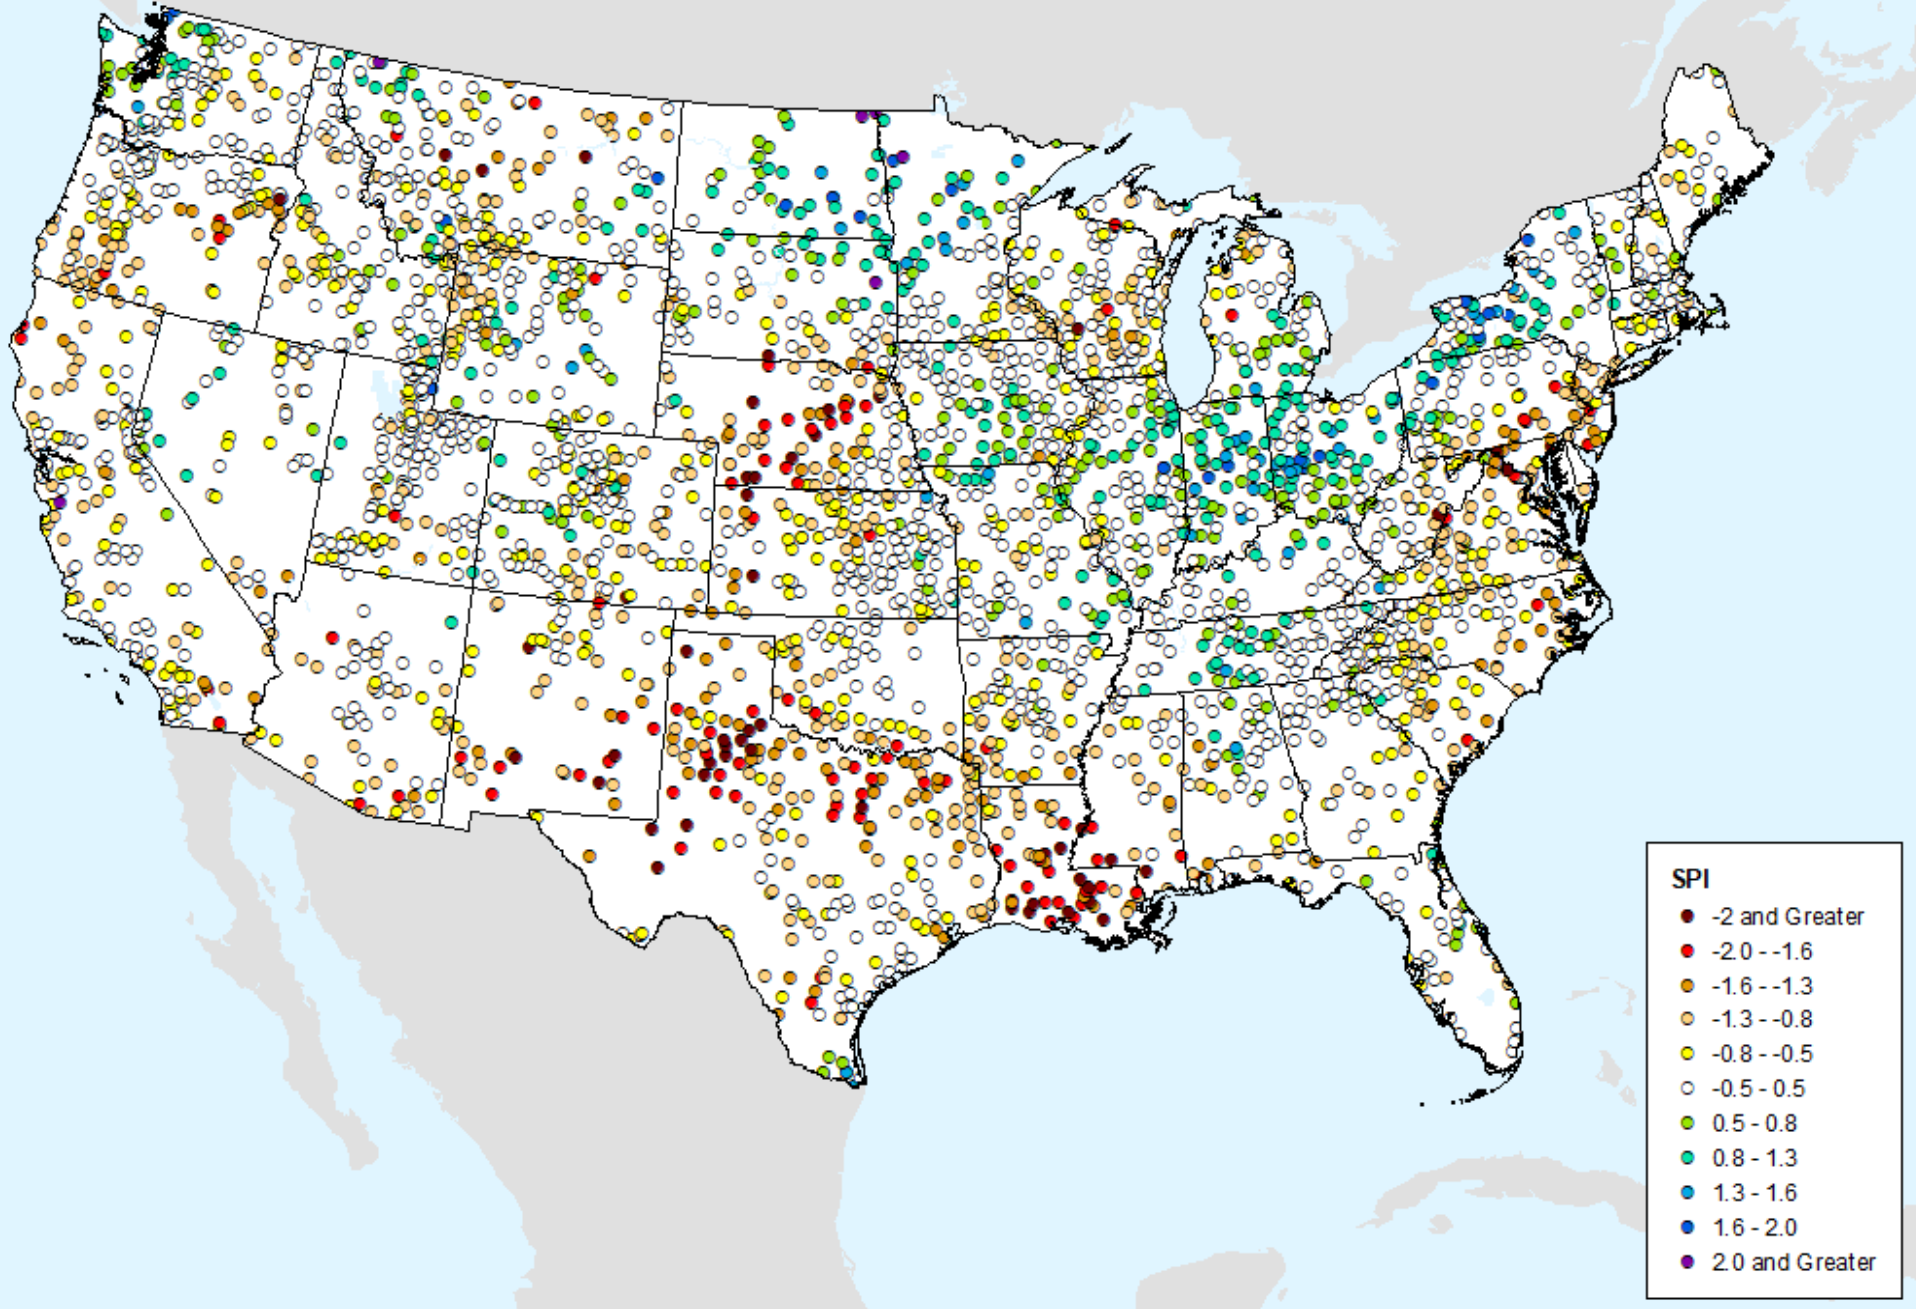 SPI
-2 and Greater
-2.0 - -1.6
-1.6 - -1.3
-1.3 - -0.8
-0.8 - -0.5
-0.5 - 0.5
0.5 - 0.8
0.8 - 1.3
1.3 - 1.6
1.6 - 2.0
2.0 and Greater